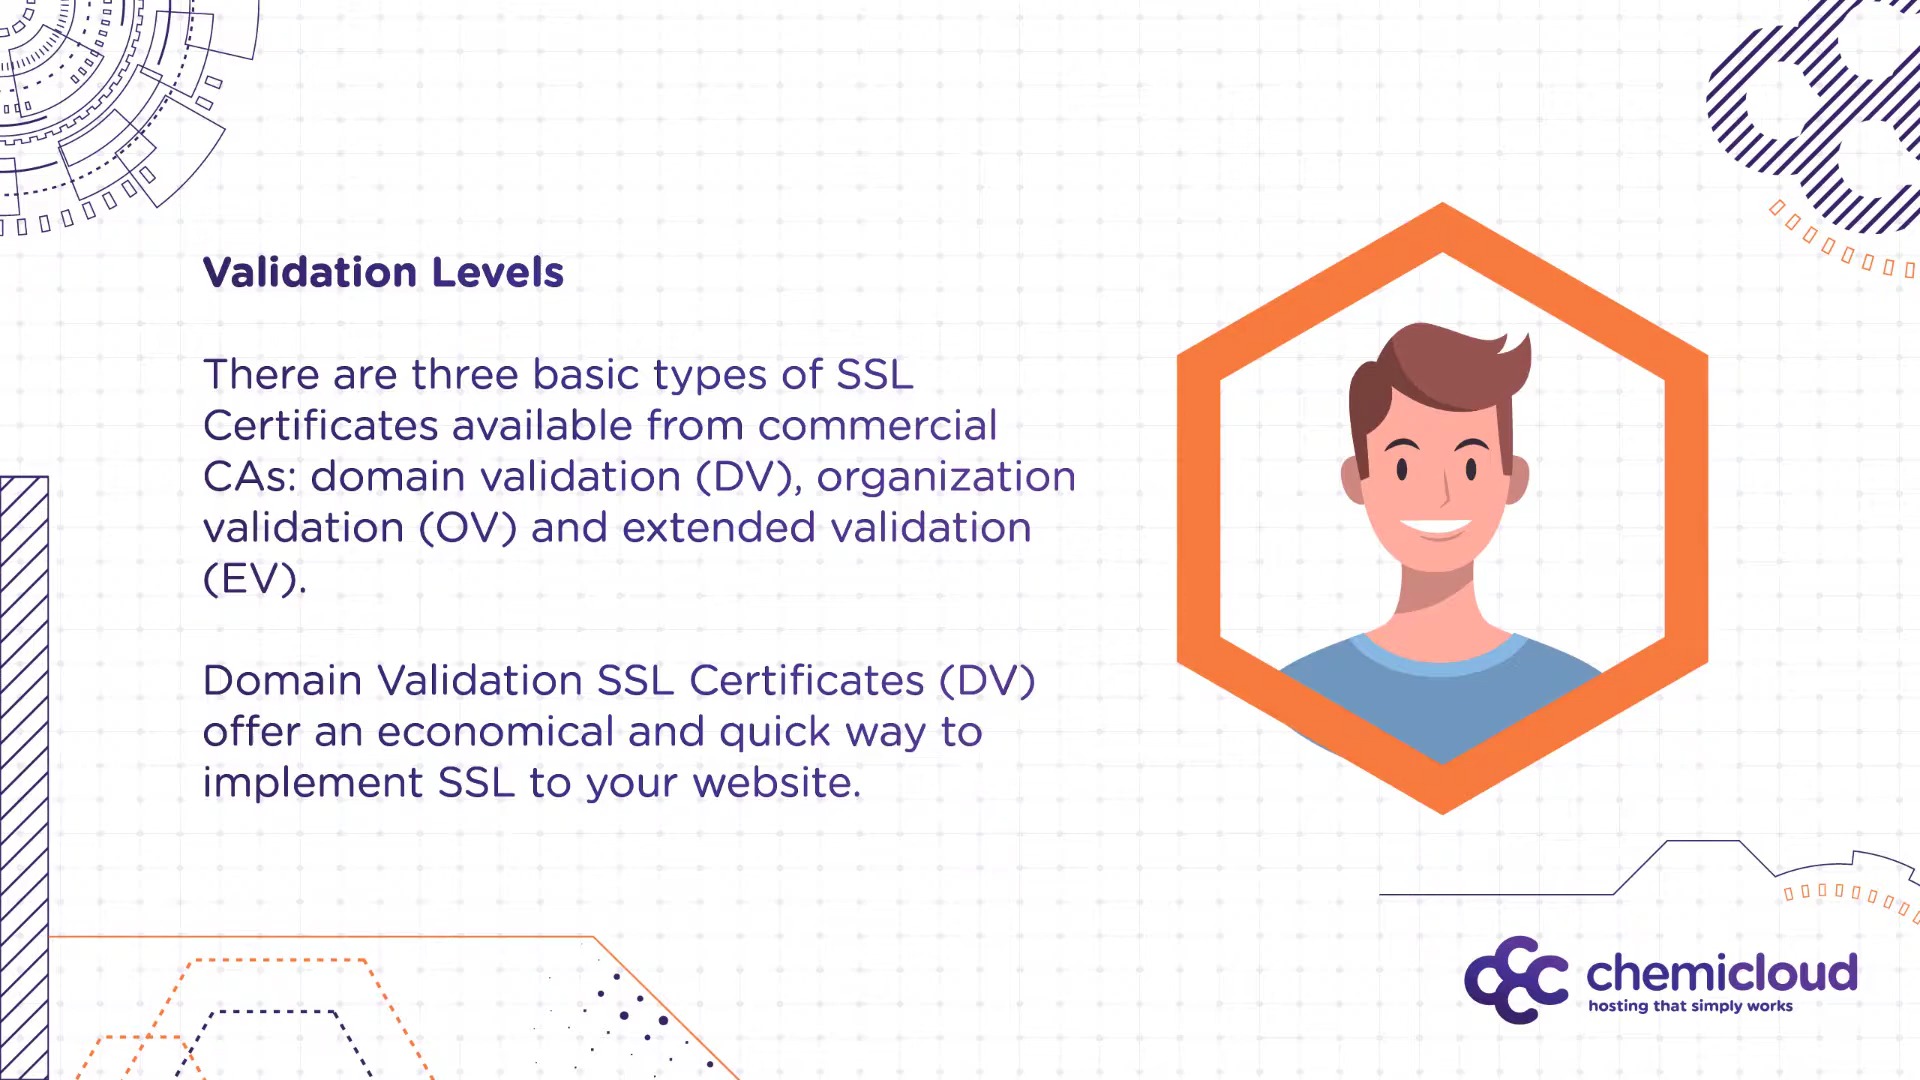 Validation Levels
There are three basic types of SSL
Certificates available from commercial
CAs: domain validation (DV), organization
validation (OV) and extended validation
(EV).
Domain Validation SSL Certificates (DV)
offer an economical and quick way to
implement SSL to your website.
chemicloud
hosting that simply works